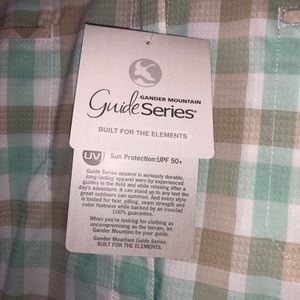 GANDER MOUNTAIN
Guide Series®
BUILT FOR THE ELEMENTS
UV Sun Protection:UPF 50+
Guide Series apparel is seriously durable,
long-lasting apparel worn by experienced
guides in the field and while relaxing after a
day's adventure. It can stand up to any test the
great outdoors can summon. And every style
is tested for tear, pilling, seam strength and
color fastness while backed by an ironclad
100% guarantee.
When you're looking for clothing as
uncompromising as the terrain, let
Gander Mountain be your guide.
Gander Mountain Guide Series.
BUILT FOR THE ELEMENTS.